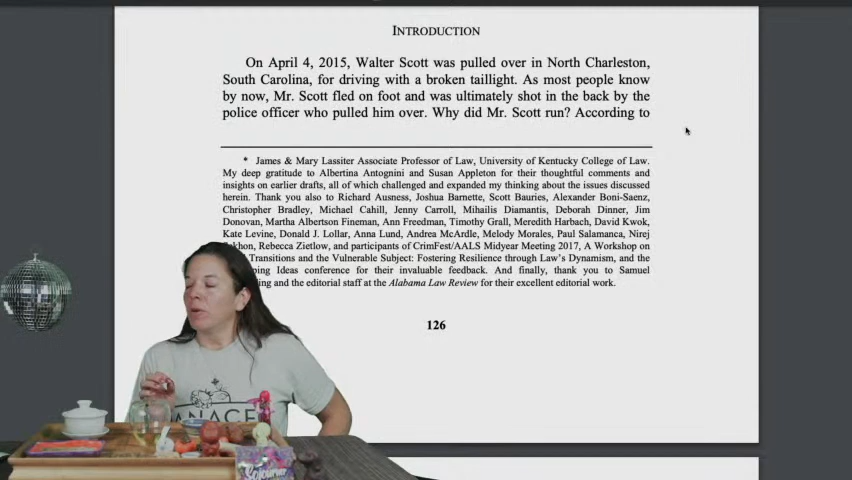 INTRODUCTION
On April 4, 2015, Walter Scott was pulled over in North Charleston,
South Carolina, for driving with a broken taillight. As most people know
by now, Mr. Scott fled on foot and was ultimately shot in the back by the
police officer who pulled him over. Why did Mr. Scott run? According to
* James & Mary Lassiter Associate Professor of Law, University of Kentucky College of Law.
My deep gratitude to Albertina Antognini and Susan Appleton for their thoughtful comments and
insights on earlier drafts, all of which challenged and expanded my thinking about the issues discussed
herein. Thank you also to Richard Ausness, Joshua Barnette, Scott Bauries, Alexander Boni-Saenz,
Christopher Bradley, Michael Cahill, Jenny Carroll, Mihailis Diamantis, Deborah Dinner, Jim
Donovan, Martha Albertson Fineman, Ann Freedman, Timothy Grall, Meredith Harbach, David Kwok,
Kate Levine, Donald J. Lollar, Anna Lund, Andrea McArdle, Melody Morales, Paul Salamanca, Nirej
Rebecca Zietlow, and participants of CrimFest/AALS Midyear Meeting 2017, A Workshop on
Transitions and the Vulnerable Subject: Fostering Resilience through Law's Dynamism, and the
Ideas conference for their invaluable feedback. And finally, thank you to Samuel
and the editorial staff at the Alabama Law Review for their excellent editorial work.
126
Sojourner